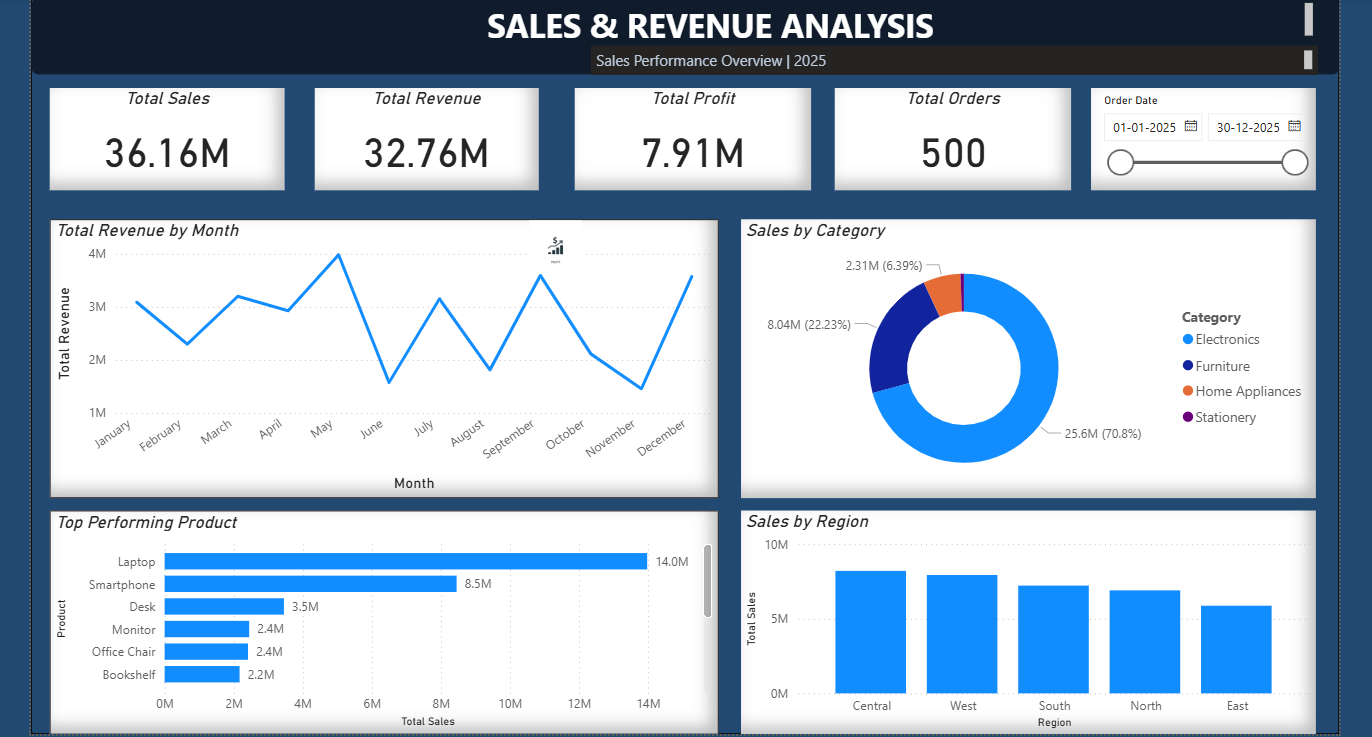 SALES & REVENUE ANALYSIS
Sales Performance Overview | 2025
Total Sales
36.16M
Total Revenue
32.76M
Total Profit
7.91M
Total Orders
500
Order Date
01-01-2025
30-12-2025
Total Revenue by Month
4M
3M
2M
1M
Total Revenue
January
February
March
April
May
June
July
August
September
October
November
December
Month
Sales by Category
2.31M (6.39%)
8.04M (22.23%)
25.6M (70.8%)
Category
Electronics
Furniture
Home Appliances
Stationery
Top Performing Product
Product
Laptop 14.0M
Smartphone 8.5M
Desk 3.5M
Monitor 2.4M
Office Chair 2.4M
Bookshelf 2.2M
0M 2M 4M 6M 8M 10M 12M 14M
Total Sales
Sales by Region
10M
5M
0M
Total Sales
Central West South North East
Region